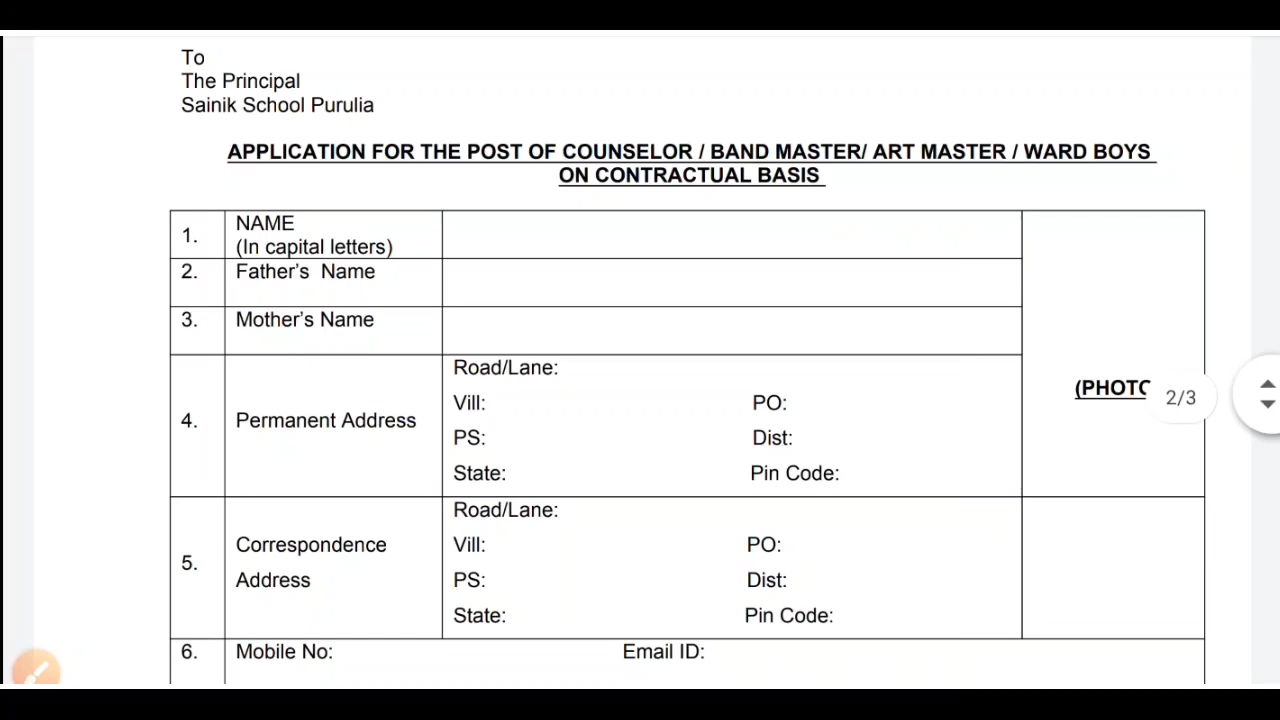 To
The Principal
Sainik School Purulia
APPLICATION FOR THE POST OF COUNSELOR / BAND MASTER/ ART MASTER / WARD BOYS
ON CONTRACTUAL BASIS
1.
NAME
(In capital letters)
2.
Father's  Name
3.
Mother's Name
(PHOTO
2/3
4.
Permanent Address
Road/Lane:
Vill: PO:
PS: Dist:
State: Pin Code:
5.
Correspondence
Address
Road/Lane:
Vill: PO:
PS: Dist:
State: Pin Code:
6.
Mobile No: Email ID: